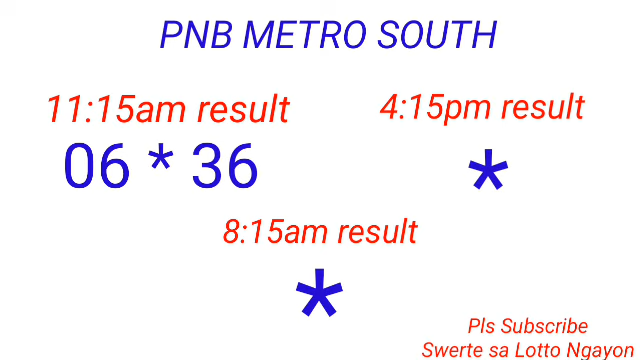 PNB METRO SOUTH
11:15am result
06 * 36
4:15pm result
*
8:15am result
*
Pls Subscribe
Swerte sa Lotto Ngayon